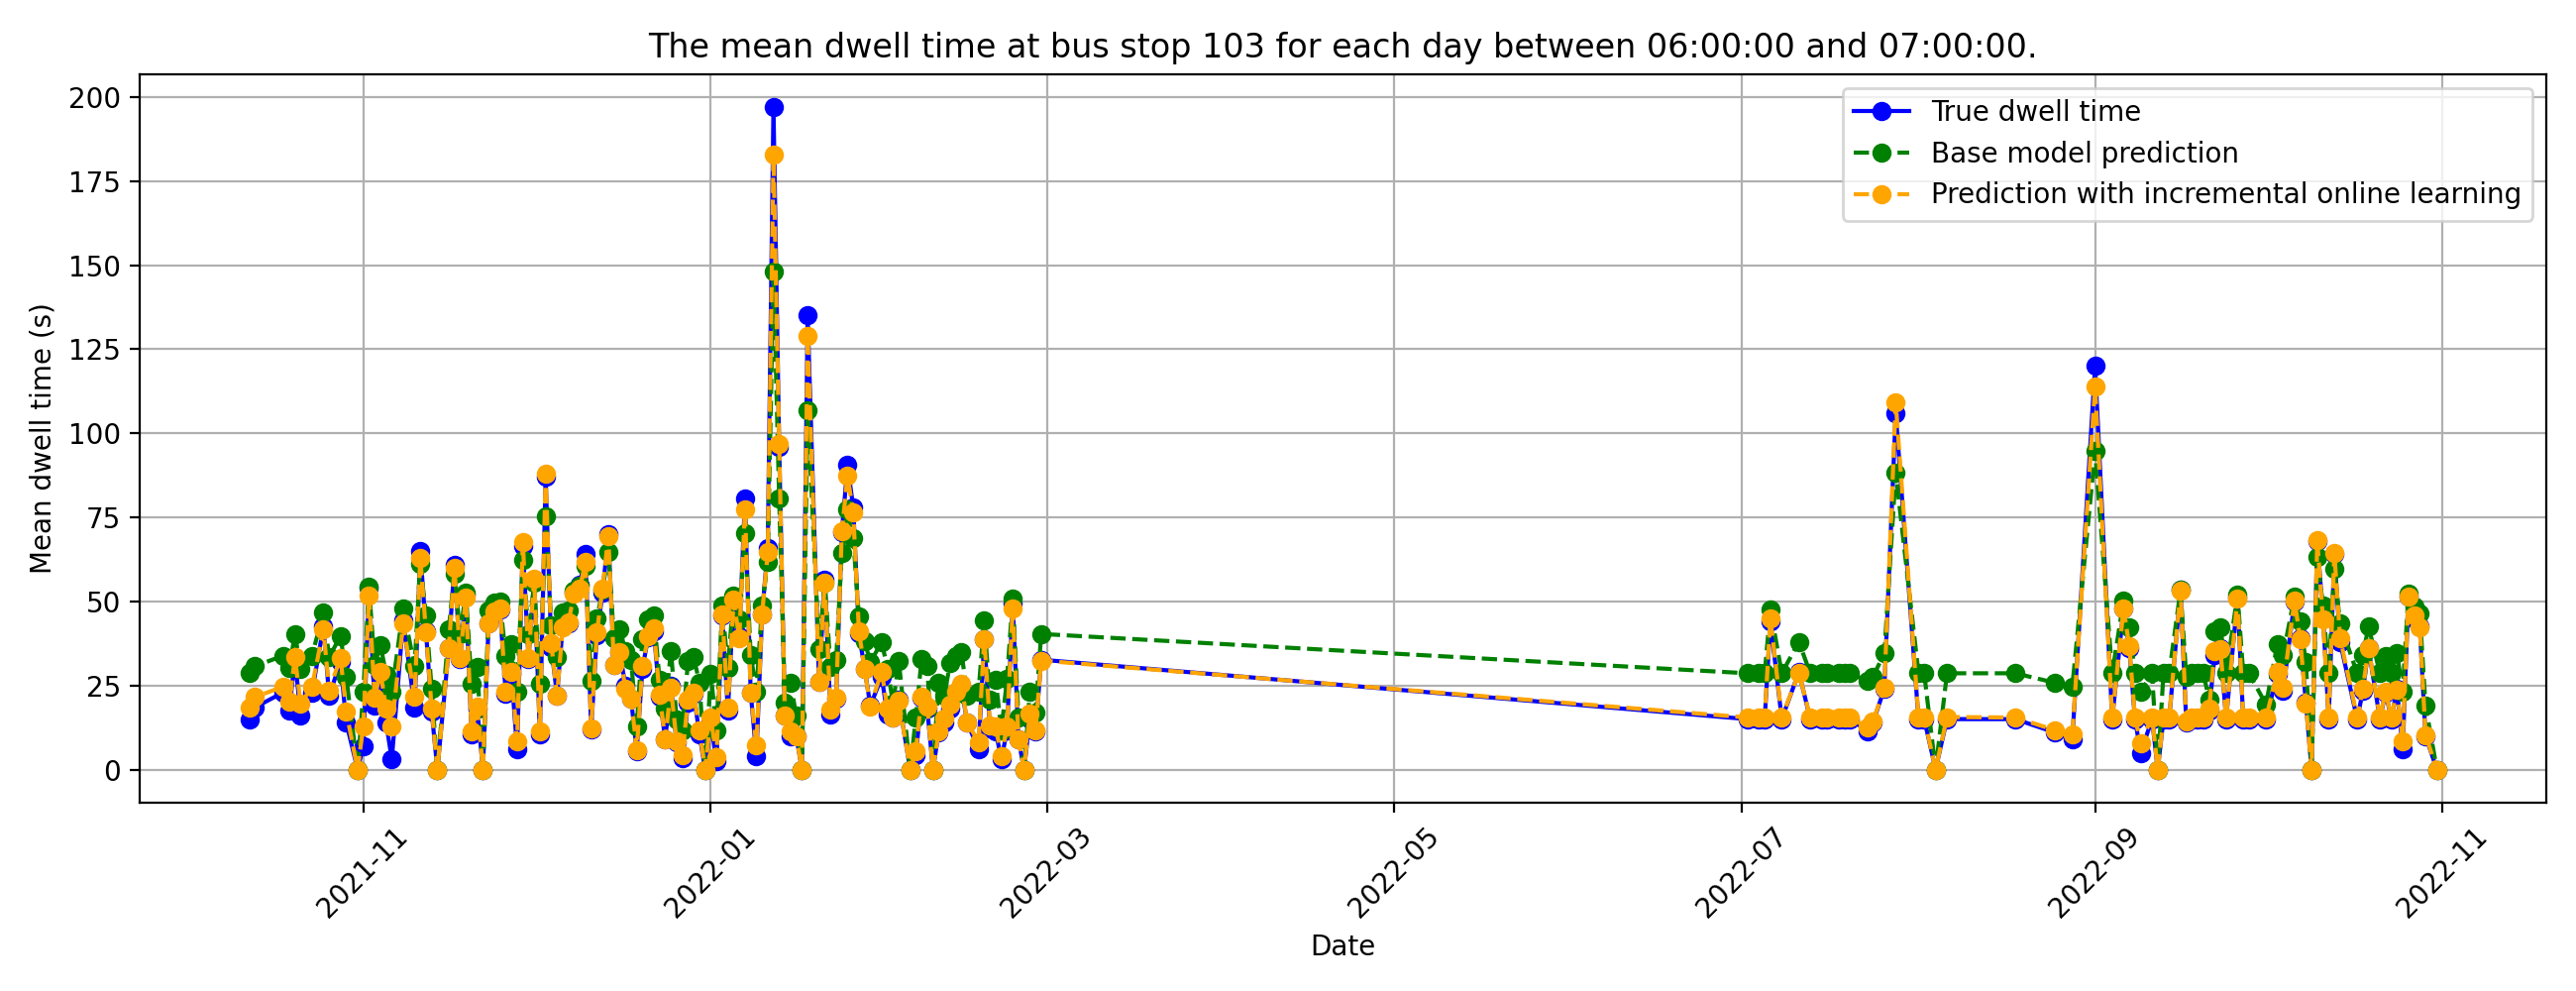 The mean dwell time at bus stop 103 for each day between 06:00:00 and 07:00:00.
True dwell time
Base model prediction
Prediction with incremental online learning
Mean dwell time (s)
200
175
150
125
100
75
50
25
0
2021-11
2022-01
2022-03
2022-05
2022-07
2022-09
2022-11
Date